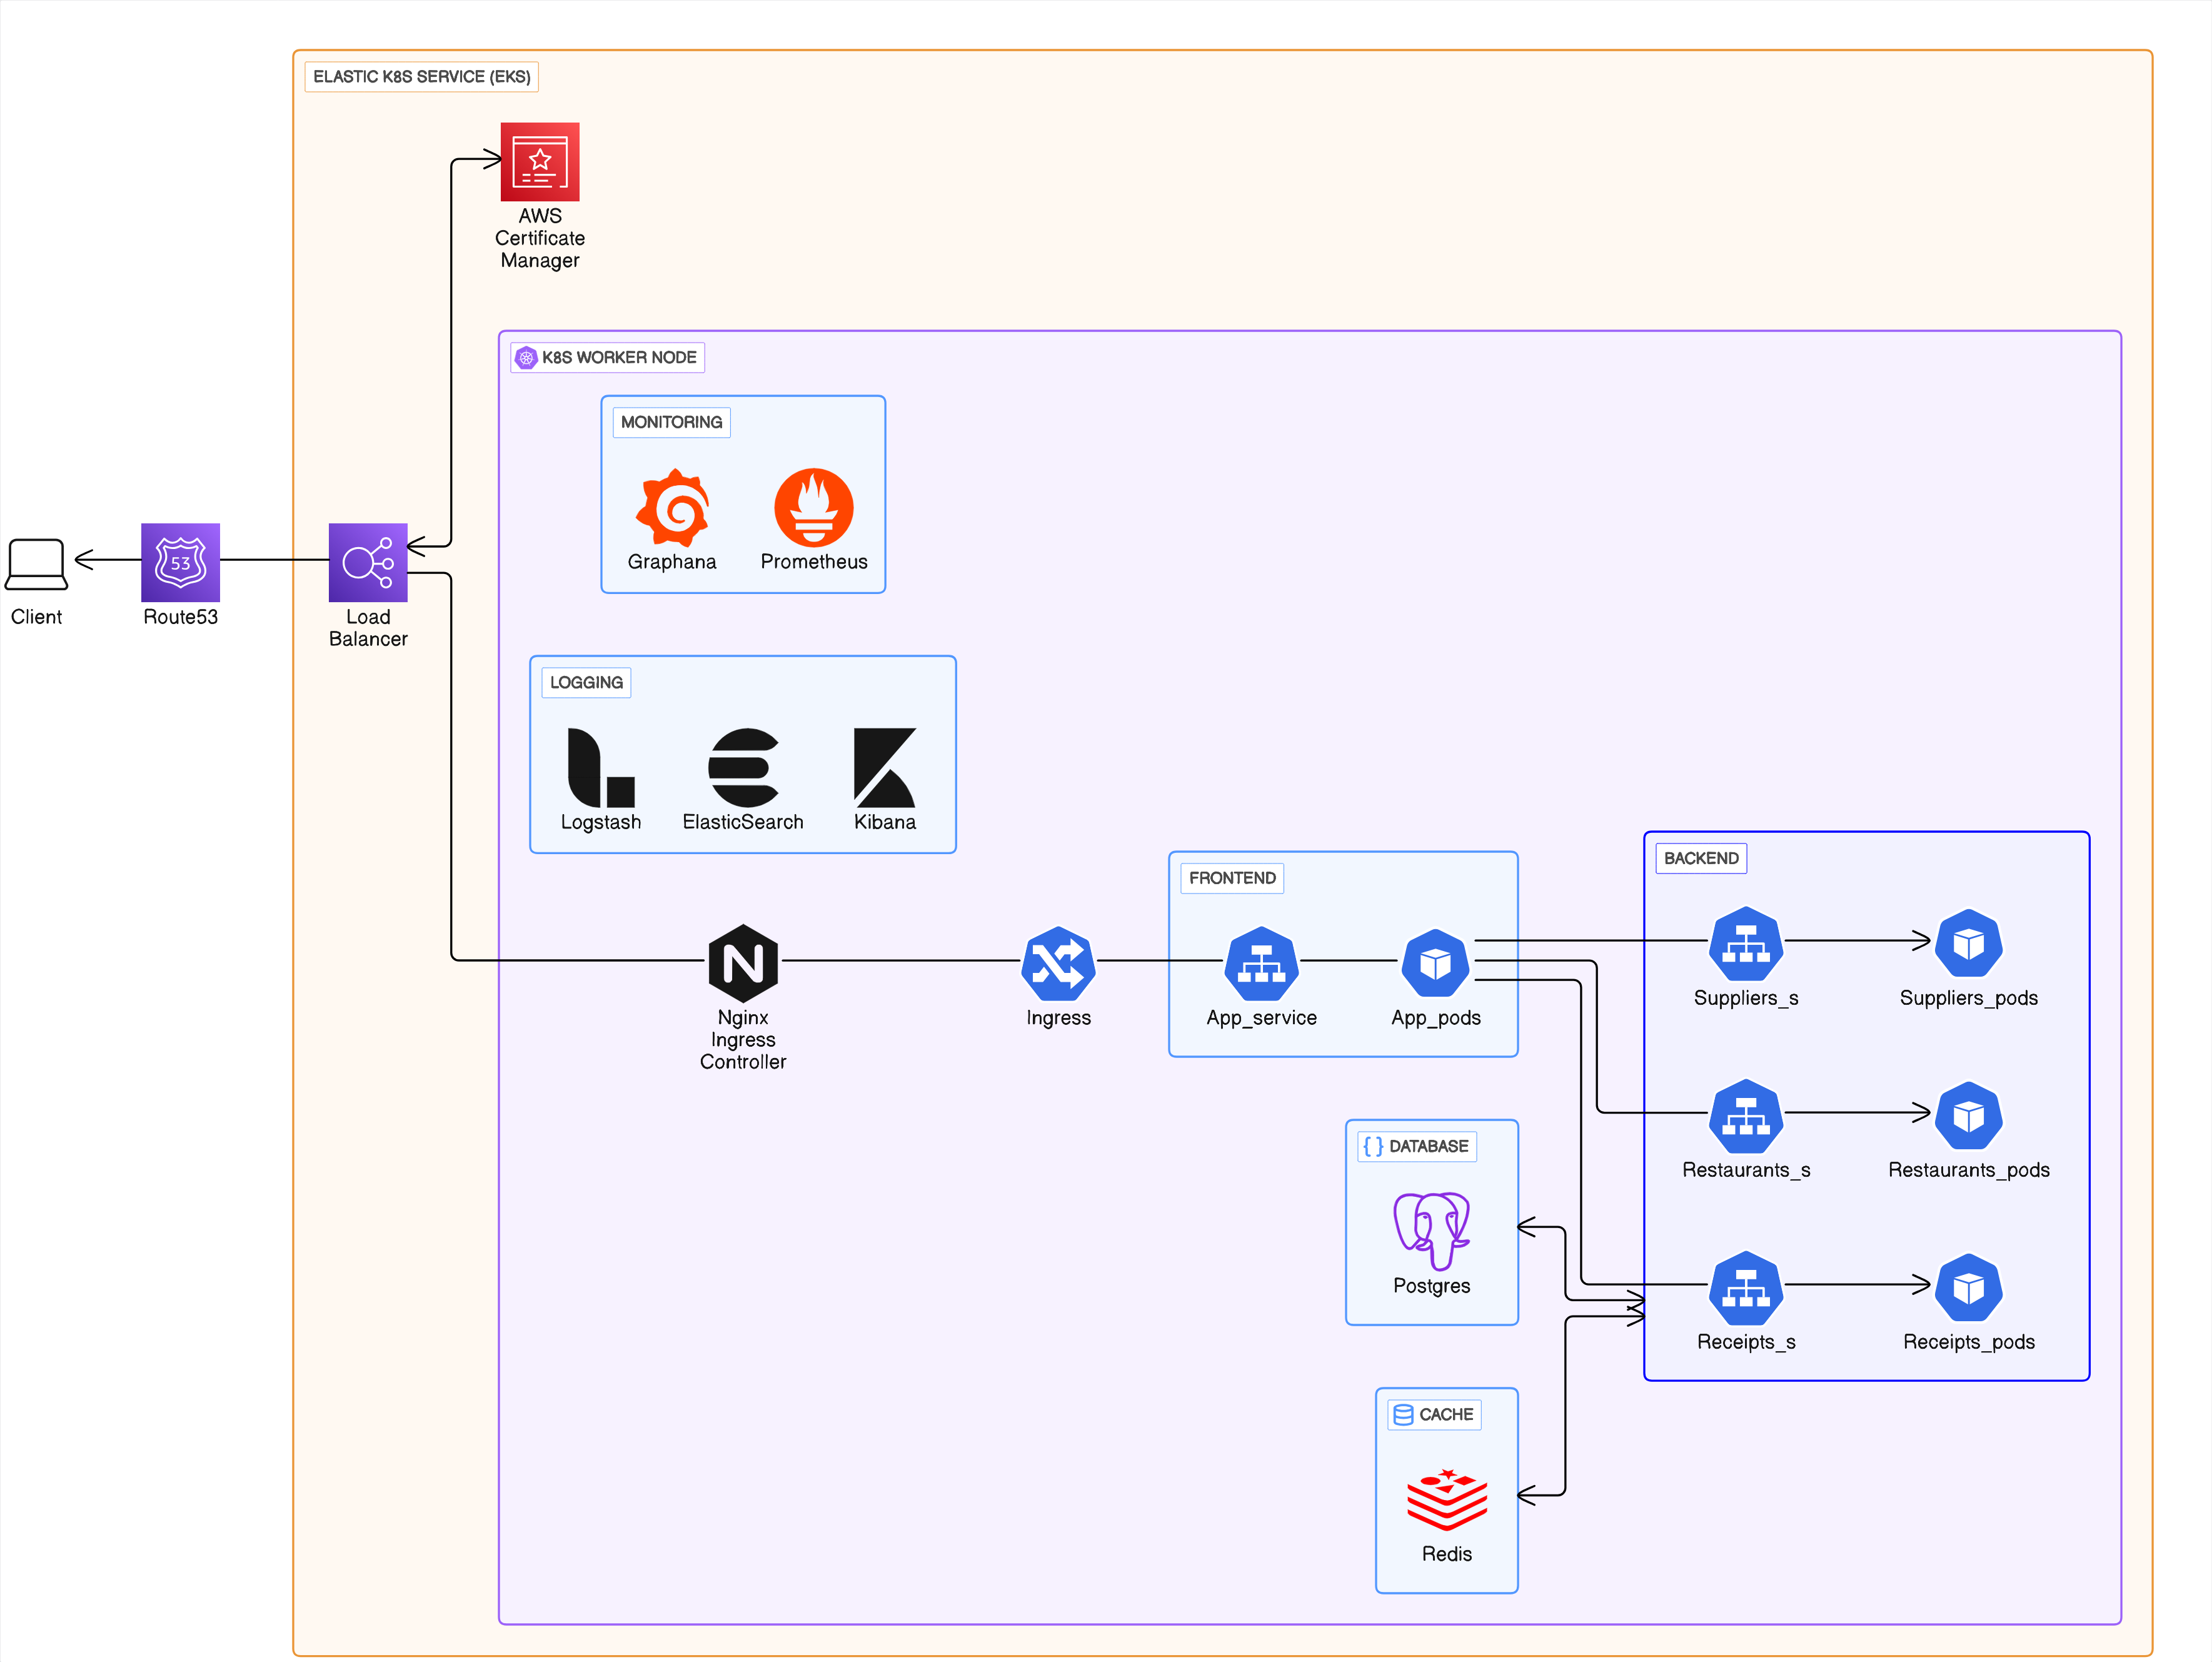 ELASTIC K8S SERVICE (EKS)
AWS
Certificate
Manager
K8S WORKER NODE
MONITORING
Graphana
Prometheus
Client
53
Route53
Load
Balancer
LOGGING
Logstash
ElasticSearch
Kibana
N
Nginx
Ingress
Controller
Ingress
FRONTEND
App_service
App_pods
BACKEND
Suppliers_s
Suppliers_pods
Restaurants_s
Restaurants_pods
Receipts_s
Receipts_pods
{ } DATABASE
Postgres
CACHE
Redis